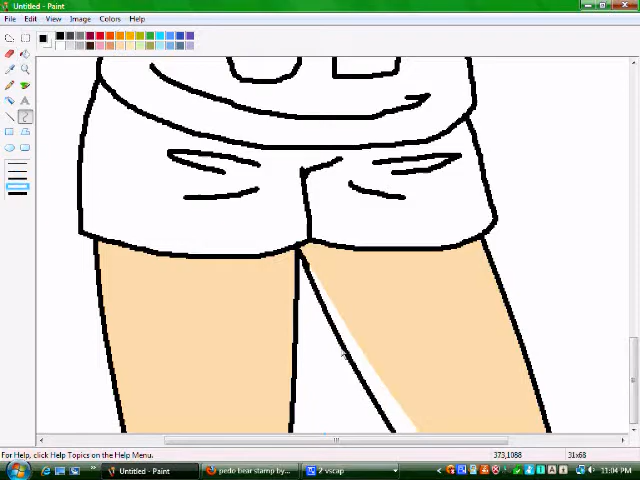 Untitled - Paint
File Edit View Image Colors Help
For Help, click Help Topics on the Help Menu.
373,1088
31x68
Untitled - Paint
pedo bear stamp by...
2 vscap
11:04 PM